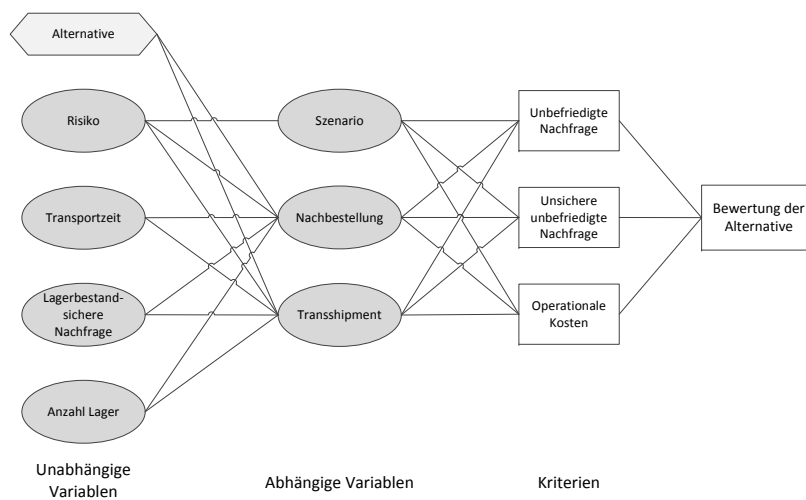 Alternative
Risiko
Szenario
Unbefriedigte
Nachfrage
Transportzeit
Nachbestellung
Unsichere
unbefriedigte
Nachfrage
Bewertung der
Alternative
Lagerbestand-
sichere
Nachfrage
Transshipment
Operationale
Kosten
Anzahl Lager
Unabhängige
Variablen
Abhängige Variablen
Kriterien